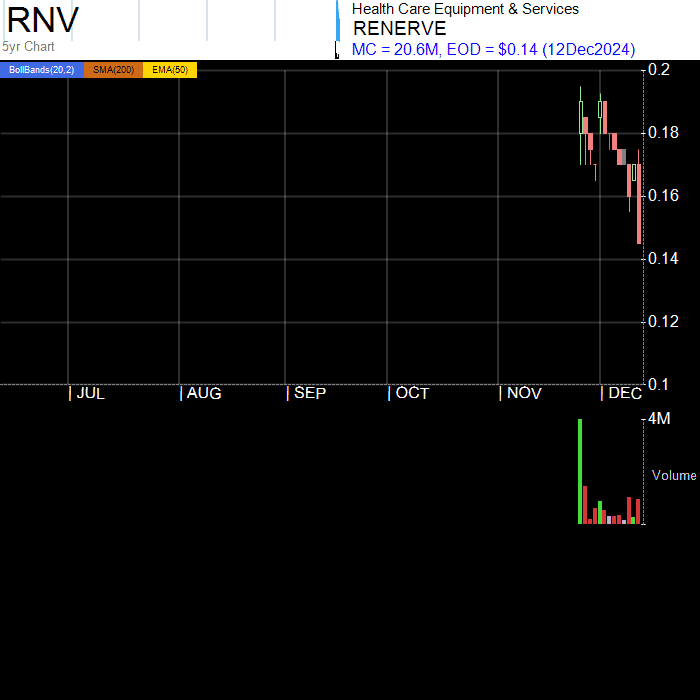 RNV
5yr Chart
Health Care Equipment & Services
RENERVE
MC = 20.6M, EOD = $0.14 (12Dec2024)
BollBands(20,2) SMA(200) EMA(50)
0.2
0.18
0.16
0.14
0.12
0.1
| JUL | AUG | SEP | OCT | NOV | DEC
4M
Volume